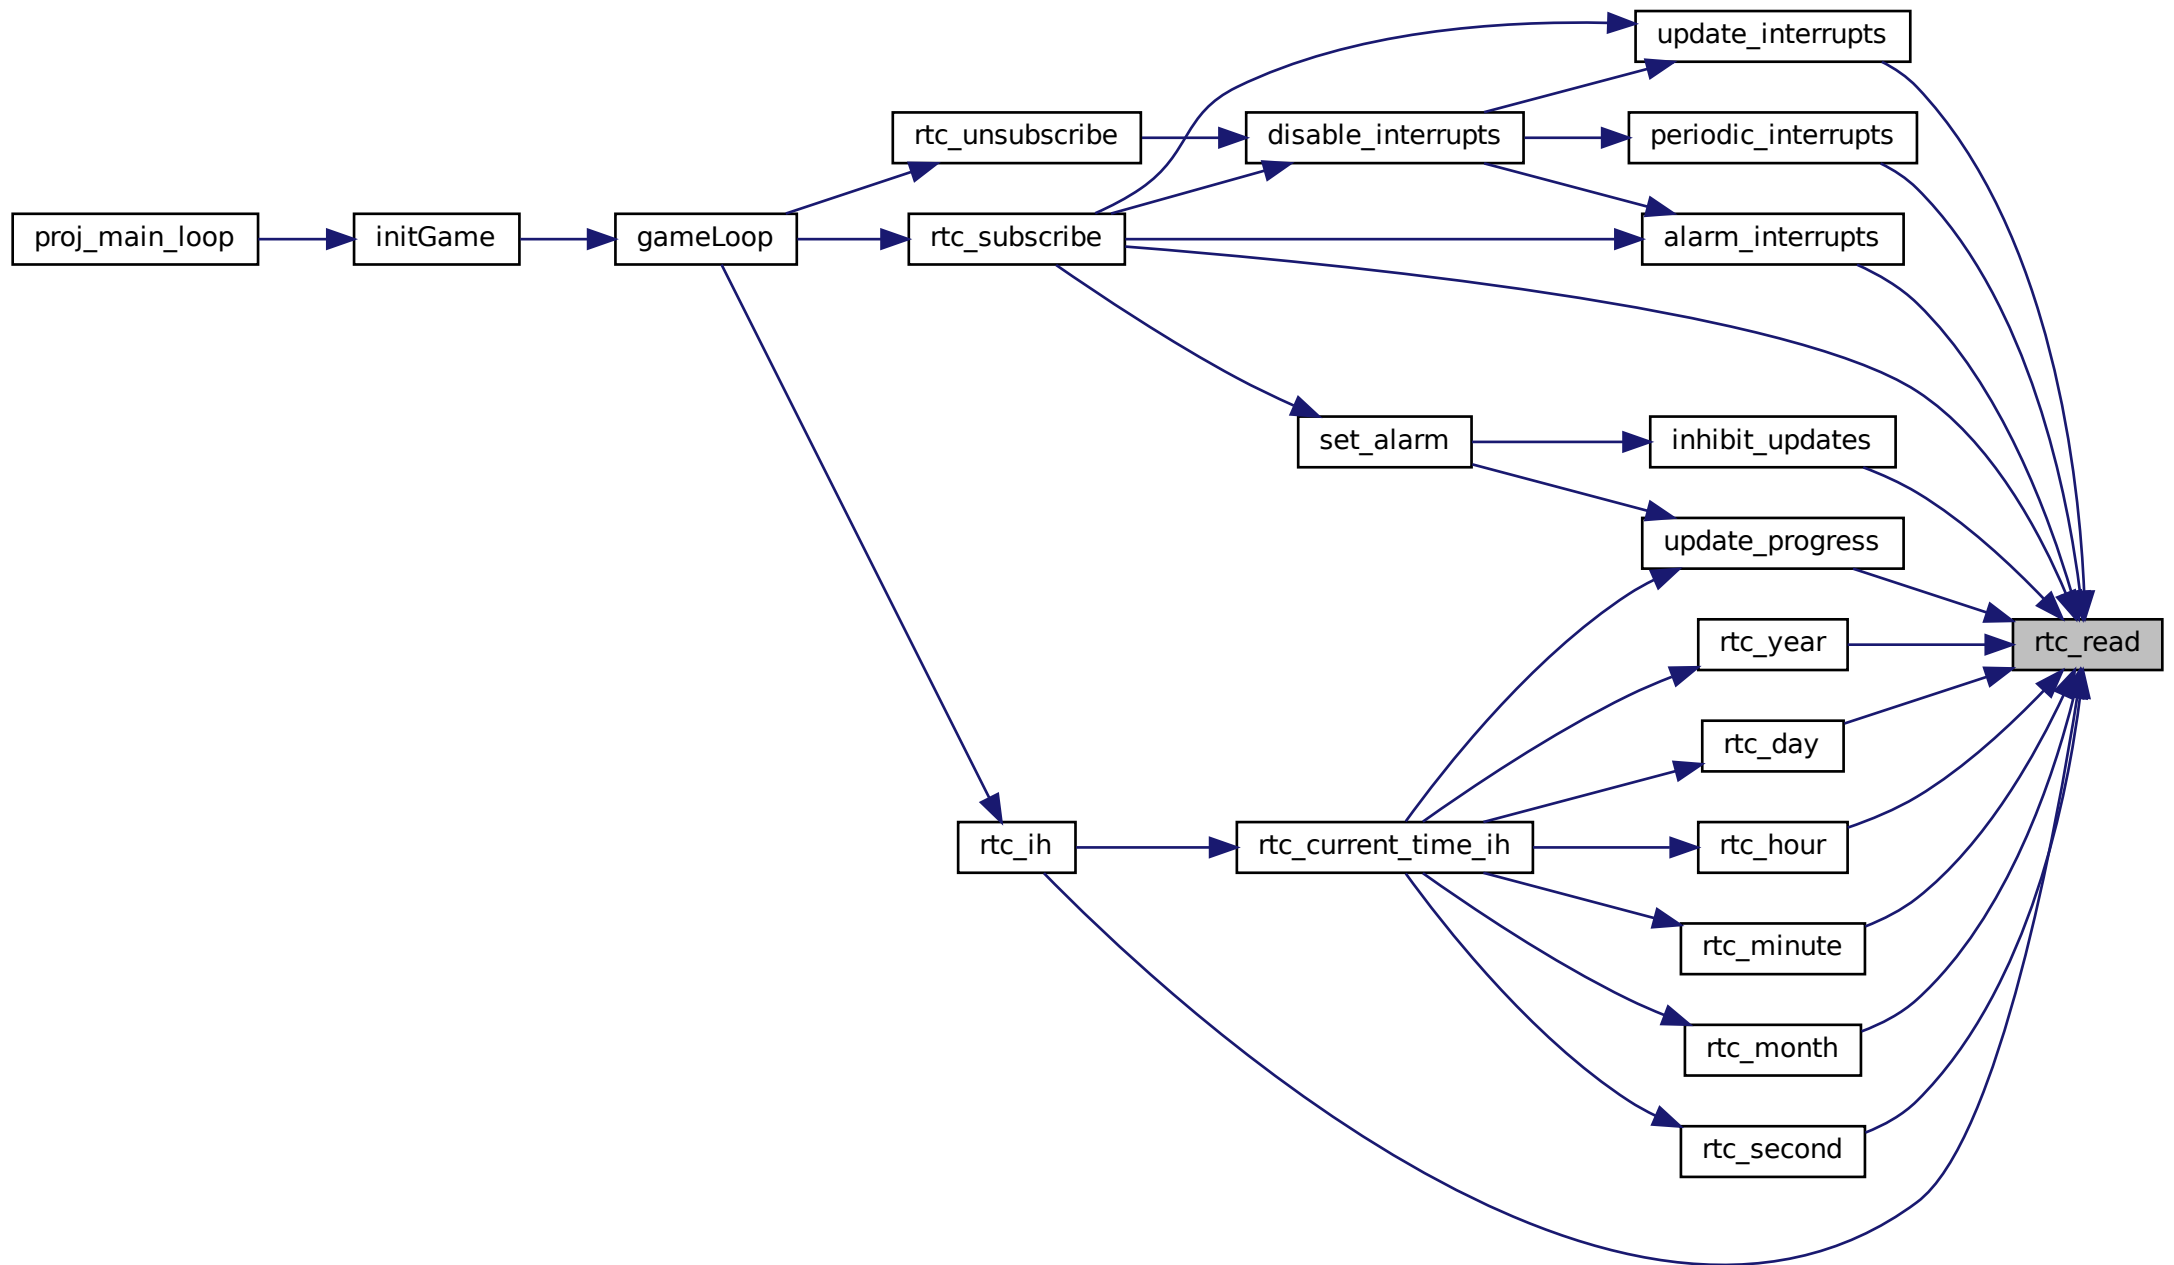 update_interrupts
rtc_unsubscribe
disable_interrupts
periodic_interrupts
proj_main_loop
initGame
gameLoop
rtc_subscribe
alarm_interrupts
set_alarm
inhibit_updates
update_progress
rtc_year
rtc_read
rtc_day
rtc_ih
rtc_current_time_ih
rtc_hour
rtc_minute
rtc_month
rtc_second